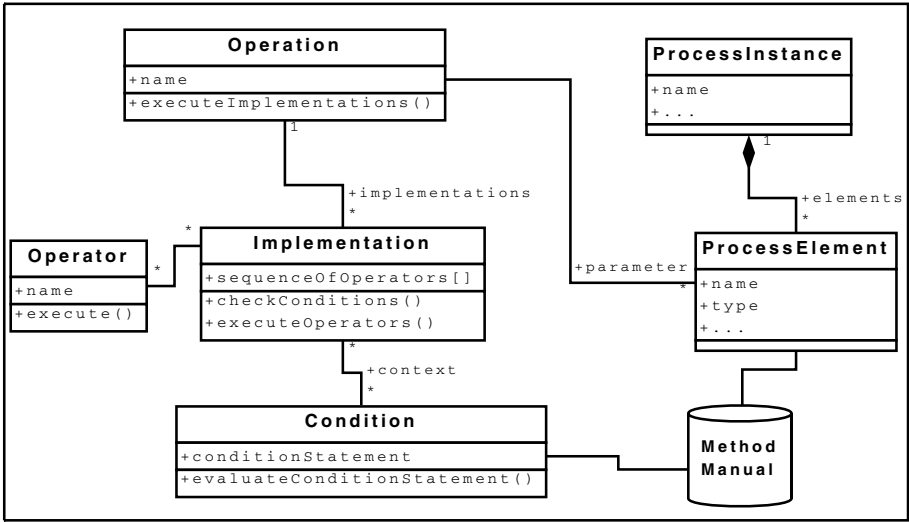 Operation
+name
+executeImplementations()
1
+implementations
*
ProcessInstance
+name
+...
1
+elements
*
Operator
+name
+execute()
*
*
Implementation
+sequenceOfOperators[]
+checkConditions()
+executeOperators()
+parameter
*
ProcessElement
+name
+type
+...
*
+context
*
Condition
+conditionStatement
+evaluateConditionStatement()
Method
Manual